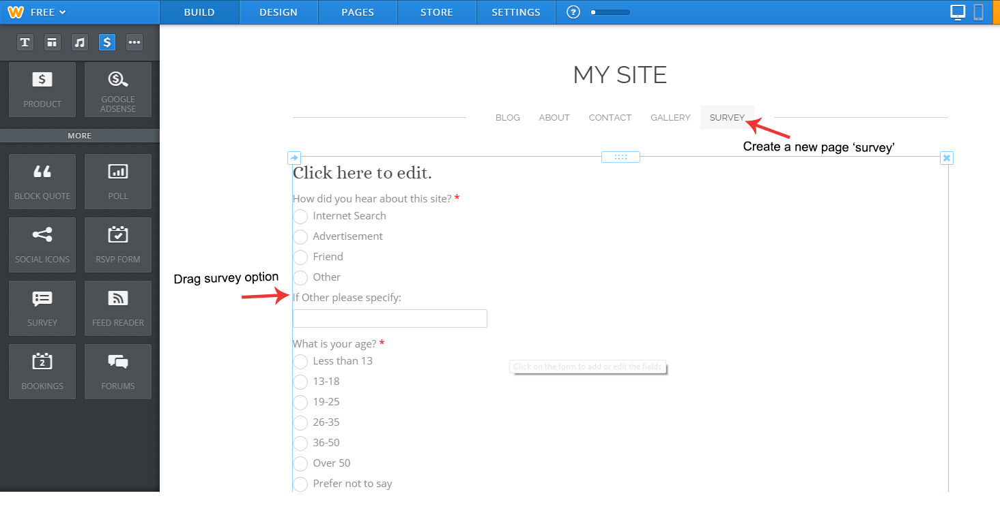 FREE
BUILD
DESIGN
PAGES
STORE
SETTINGS
?
T
$
$
PRODUCT
$
GOOGLE
ADSENSE
MORE
BLOCK QUOTE
POLL
SOCIAL ICONS
RSVP FORM
SURVEY
FEED READER
2
BOOKINGS
FORUMS
MY SITE
BLOG
ABOUT
CONTACT
GALLERY
SURVEY
Create a new page ‘survey’
Click here to edit.
How did you hear about this site? *
Internet Search
Advertisement
Friend
Other
Drag survey option
If Other please specify:
What is your age? *
Less than 13
Click on the form to add or edit the fields
13-18
19-25
26-35
36-50
Over 50
Prefer not to say